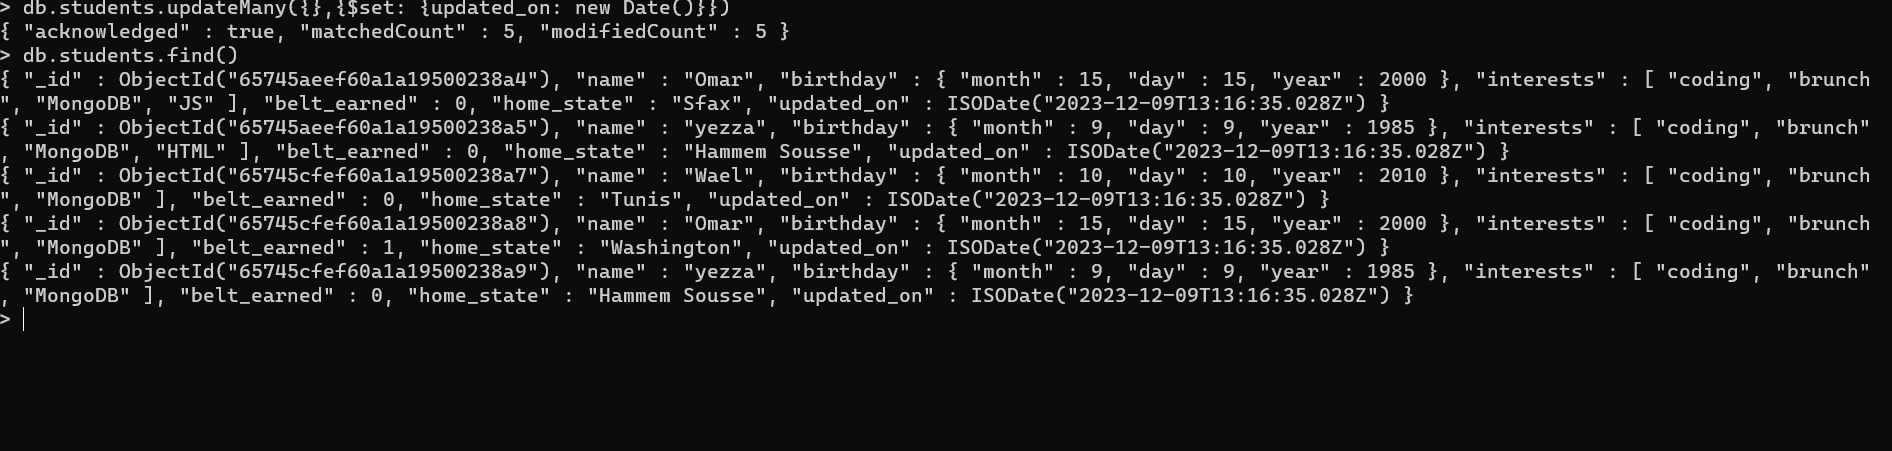 > db.students.updateMany({},{$set: {updated_on: new Date()}})
{ "acknowledged" : true, "matchedCount" : 5, "modifiedCount" : 5 }
> db.students.find()
{ "_id" : ObjectId("65745aeef60a1a19500238a4"), "name" : "Omar", "birthday" : { "month" : 15, "day" : 15, "year" : 2000 }, "interests" : [ "coding", "brunch
", "MongoDB", "JS" ], "belt_earned" : 0, "home_state" : "Sfax", "updated_on" : ISODate("2023-12-09T13:16:35.028Z") }
{ "_id" : ObjectId("65745aeef60a1a19500238a5"), "name" : "yezza", "birthday" : { "month" : 9, "day" : 9, "year" : 1985 }, "interests" : [ "coding", "brunch"
, "MongoDB", "HTML" ], "belt_earned" : 0, "home_state" : "Hammem Sousse", "updated_on" : ISODate("2023-12-09T13:16:35.028Z") }
{ "_id" : ObjectId("65745cfef60a1a19500238a7"), "name" : "Wael", "birthday" : { "month" : 10, "day" : 10, "year" : 2010 }, "interests" : [ "coding", "brunch
", "MongoDB" ], "belt_earned" : 0, "home_state" : "Tunis", "updated_on" : ISODate("2023-12-09T13:16:35.028Z") }
{ "_id" : ObjectId("65745cfef60a1a19500238a8"), "name" : "Omar", "birthday" : { "month" : 15, "day" : 15, "year" : 2000 }, "interests" : [ "coding", "brunch
", "MongoDB" ], "belt_earned" : 1, "home_state" : "Washington", "updated_on" : ISODate("2023-12-09T13:16:35.028Z") }
{ "_id" : ObjectId("65745cfef60a1a19500238a9"), "name" : "yezza", "birthday" : { "month" : 9, "day" : 9, "year" : 1985 }, "interests" : [ "coding", "brunch"
, "MongoDB" ], "belt_earned" : 0, "home_state" : "Hammem Sousse", "updated_on" : ISODate("2023-12-09T13:16:35.028Z") }
>